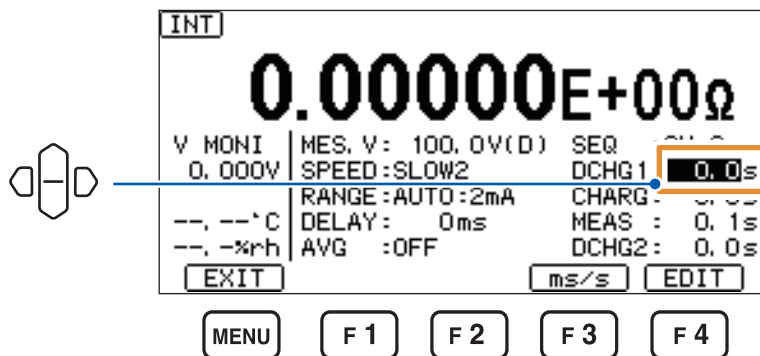 INT
0.00000E+00Ω
V MONI MES.V: 100.0V(D) SEQ
0.000V SPEED:SLOW2 DCHG1 0.0s
RANGE:AUTO:2mA CHARG:
--.--°C DELAY: 0ms MEAS : 0.1s
--.-%rh AVG :OFF DCHG2: 0.0s
EXIT ms/s EDIT
MENU F1 F2 F3 F4